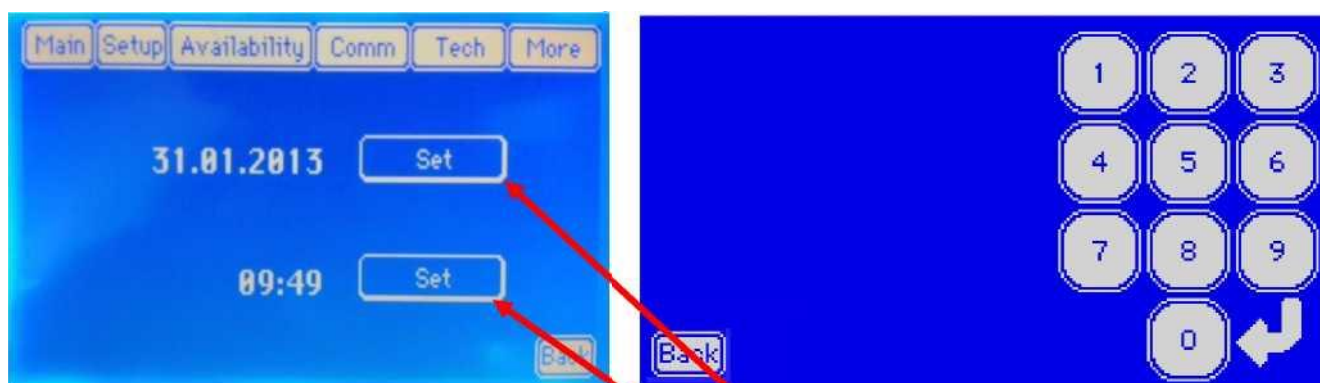 Main Setup Availability Comm Tech More
31.01.2013 Set
09:49 Set
Back
1 2 3
4 5 6
7 8 9
0
Back